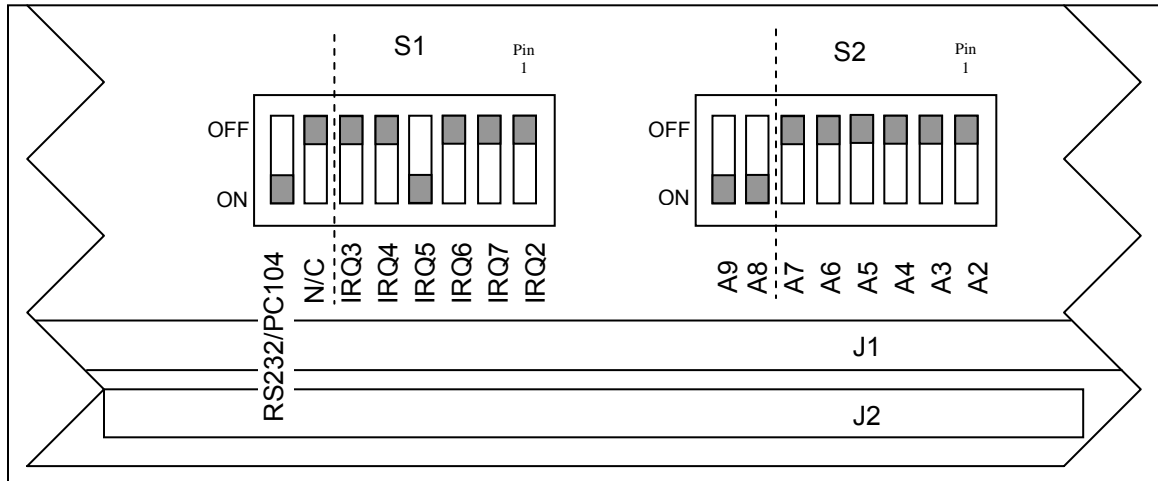 S1
Pin
1
S2
Pin
1
OFF
ON
OFF
ON
RS232/PC104
N/C
IRQ3
IRQ4
IRQ5
IRQ6
IRQ7
IRQ2
A9
A8
A7
A6
A5
A4
A3
A2
J1
J2